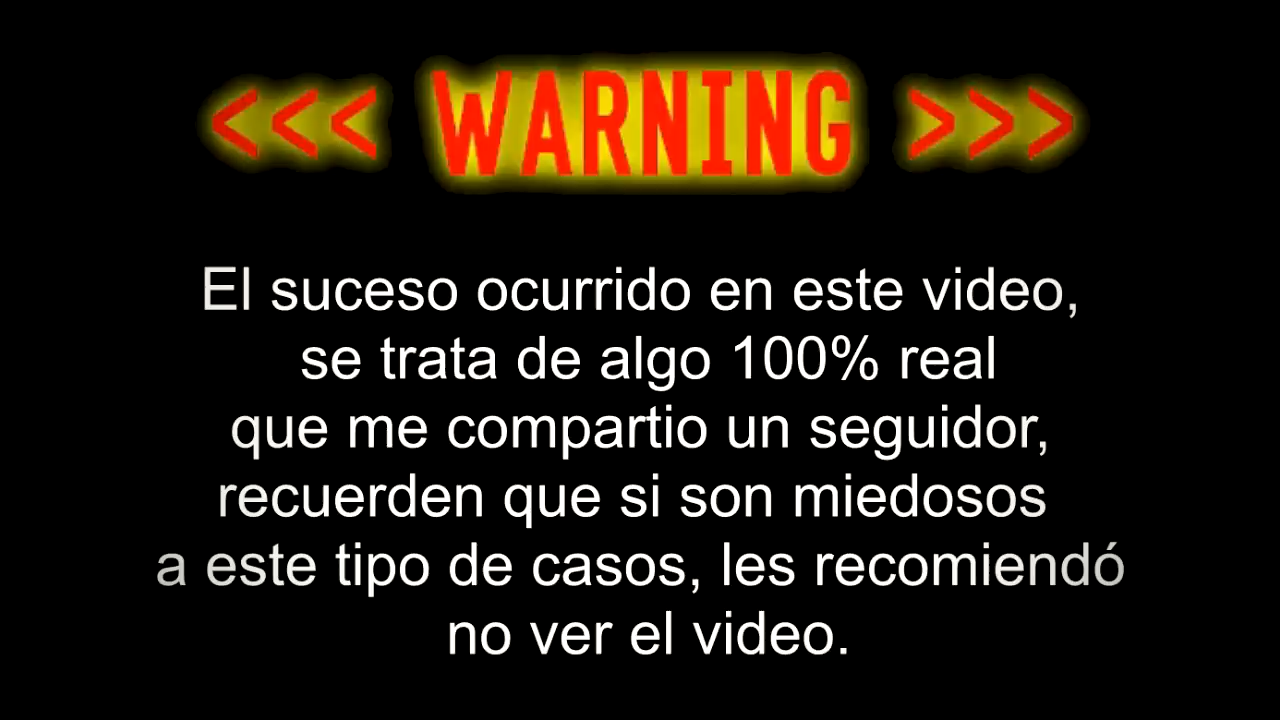 <<< WARNING >>>
El suceso ocurrido en este video,
se trata de algo 100% real
que me compartio un seguidor,
recuerden que si son miedosos
a este tipo de casos, les recomiendó
no ver el video.